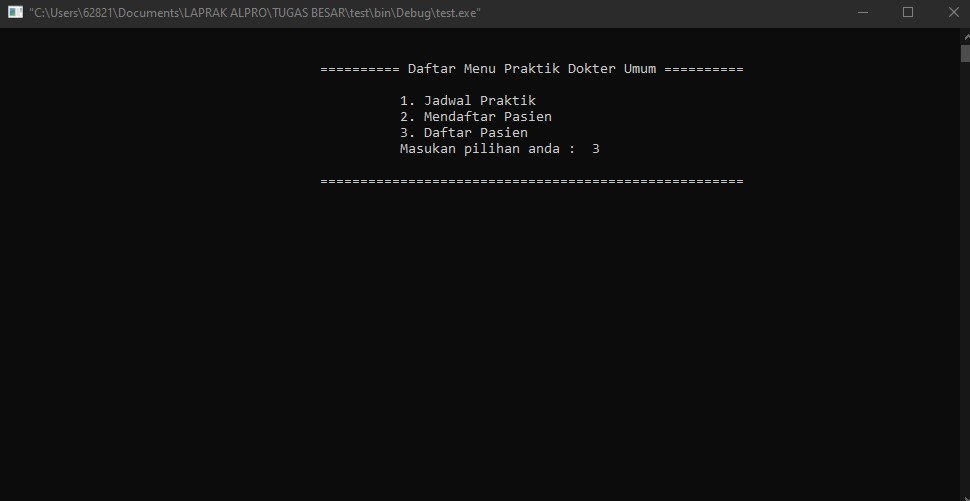 "C:\Users\62821\Documents\LAPRAK ALPRO\TUGAS BESAR\test\bin\Debug\test.exe"
========== Daftar Menu Praktik Dokter Umum ==========
1. Jadwal Praktik
2. Mendaftar Pasien
3. Daftar Pasien
Masukan pilihan anda :  3
=====================================================